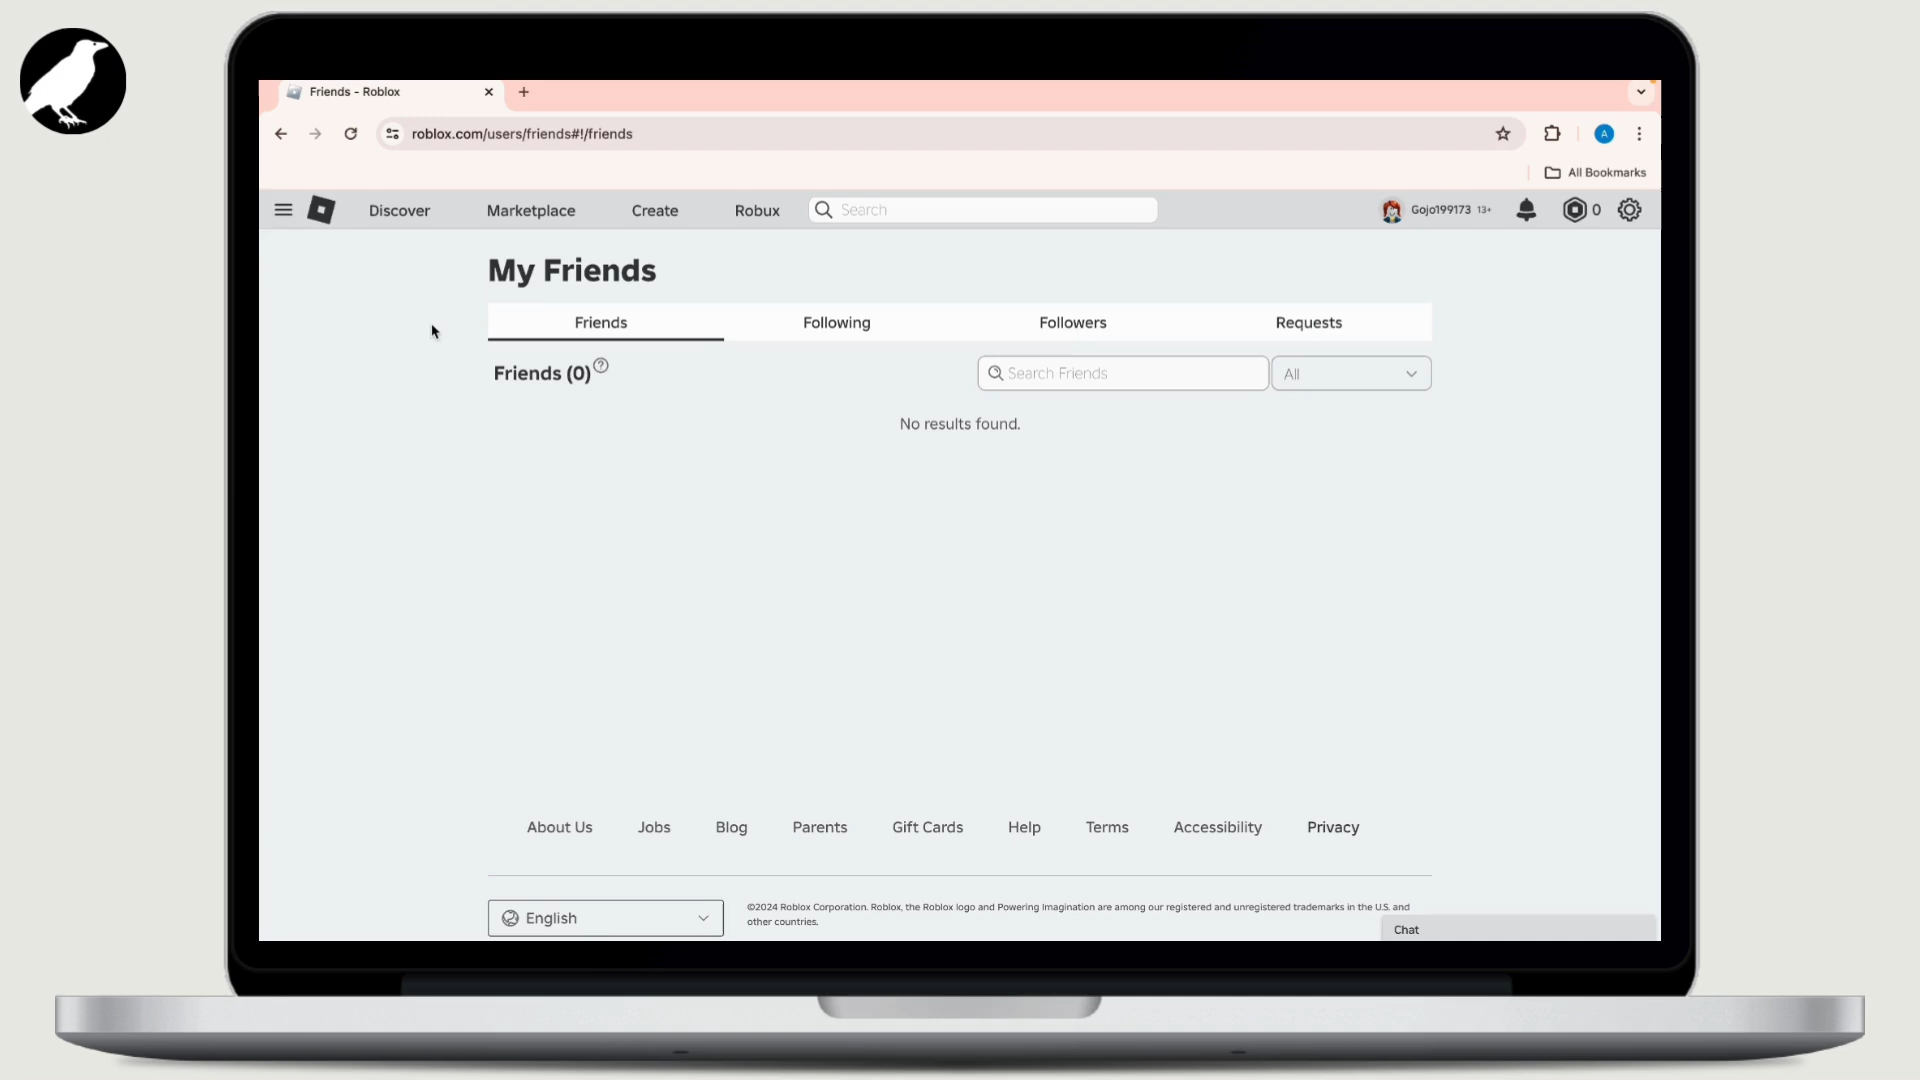 Friends - Roblox
roblox.com/users/friends#!/friends
A
All Bookmarks
Discover Marketplace Create Robux Search Gojo199173 13+ 0
My Friends
Friends Following Followers Requests
Friends (0) ? Search Friends All
No results found.
About Us Jobs Blog Parents Gift Cards Help Terms Accessibility Privacy
English
©2024 Roblox Corporation. Roblox, the Roblox logo and Powering Imagination are among our registered and unregistered trademarks in the U.S. and
other countries.
Chat